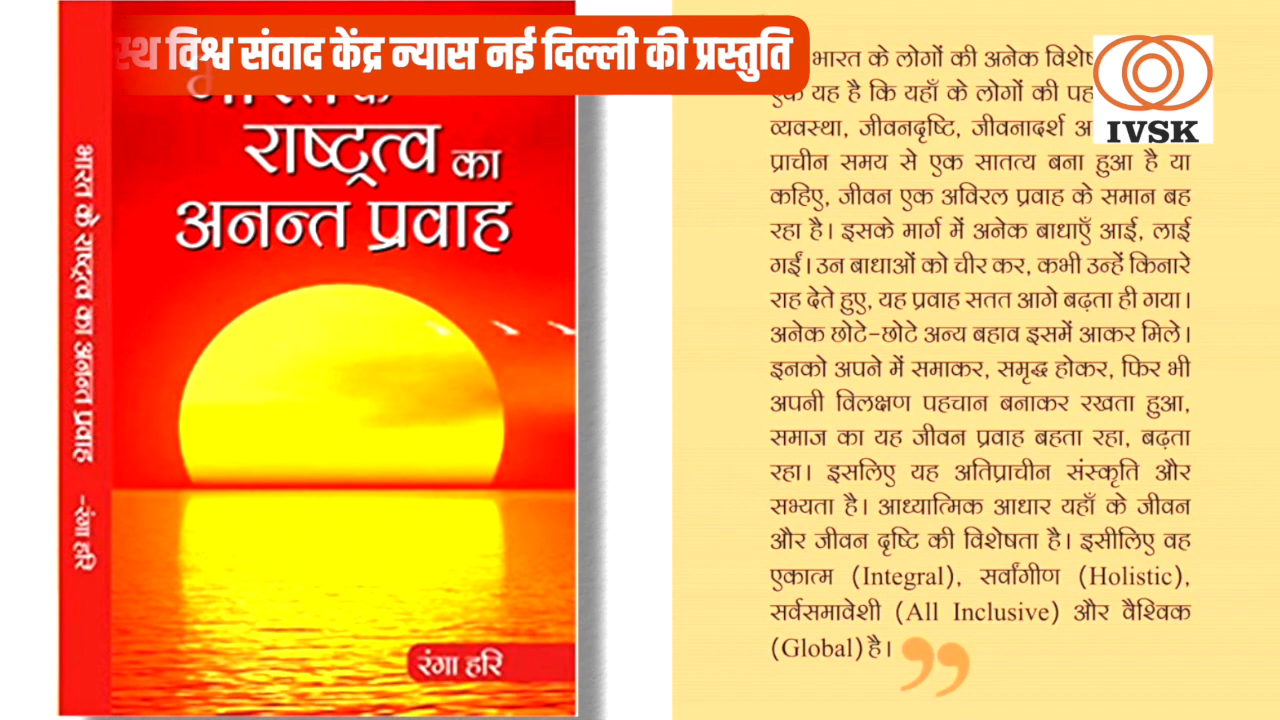 स्थ विश्व संवाद केंद्र न्यास नई दिल्ली की प्रस्तुति
राष्ट्रत्व का
अनन्त प्रवाह
रंगा हरि
भारत के राष्ट्रत्व का अनन्त प्रवाह -रंगा हरि
भारत के लोगों की अनेक
एक यह है कि यहाँ के लोगों की
व्यवस्था, जीवनदृष्टि, जीवनादर्श
प्राचीन समय से एक सातत्य बना हुआ है या
कहिए, जीवन एक अविरल प्रवाह के समान बह
रहा है। इसके मार्ग में अनेक बाधाएँ आई, लाई
गईं। उन बाधाओं को चीर कर, कभी उन्हें किनारे
राह देते हुए, यह प्रवाह सतत आगे बढ़ता ही गया।
अनेक छोटे-छोटे अन्य बहाव इसमें आकर मिले।
इनको अपने में समाकर, समृद्ध होकर, फिर भी
अपनी विलक्षण पहचान बनाकर रखता हुआ,
समाज का यह जीवन प्रवाह बहता रहा, बढ़ता
रहा। इसलिए यह अतिप्राचीन संस्कृति और
सभ्यता है। आध्यात्मिक आधार यहाँ के जीवन
और जीवन दृष्टि की विशेषता है। इसीलिए वह
एकात्म (Integral), सर्वांगीण (Holistic),
सर्वसमावेशी (All Inclusive) और वैश्विक
(Global) है।
IVSK